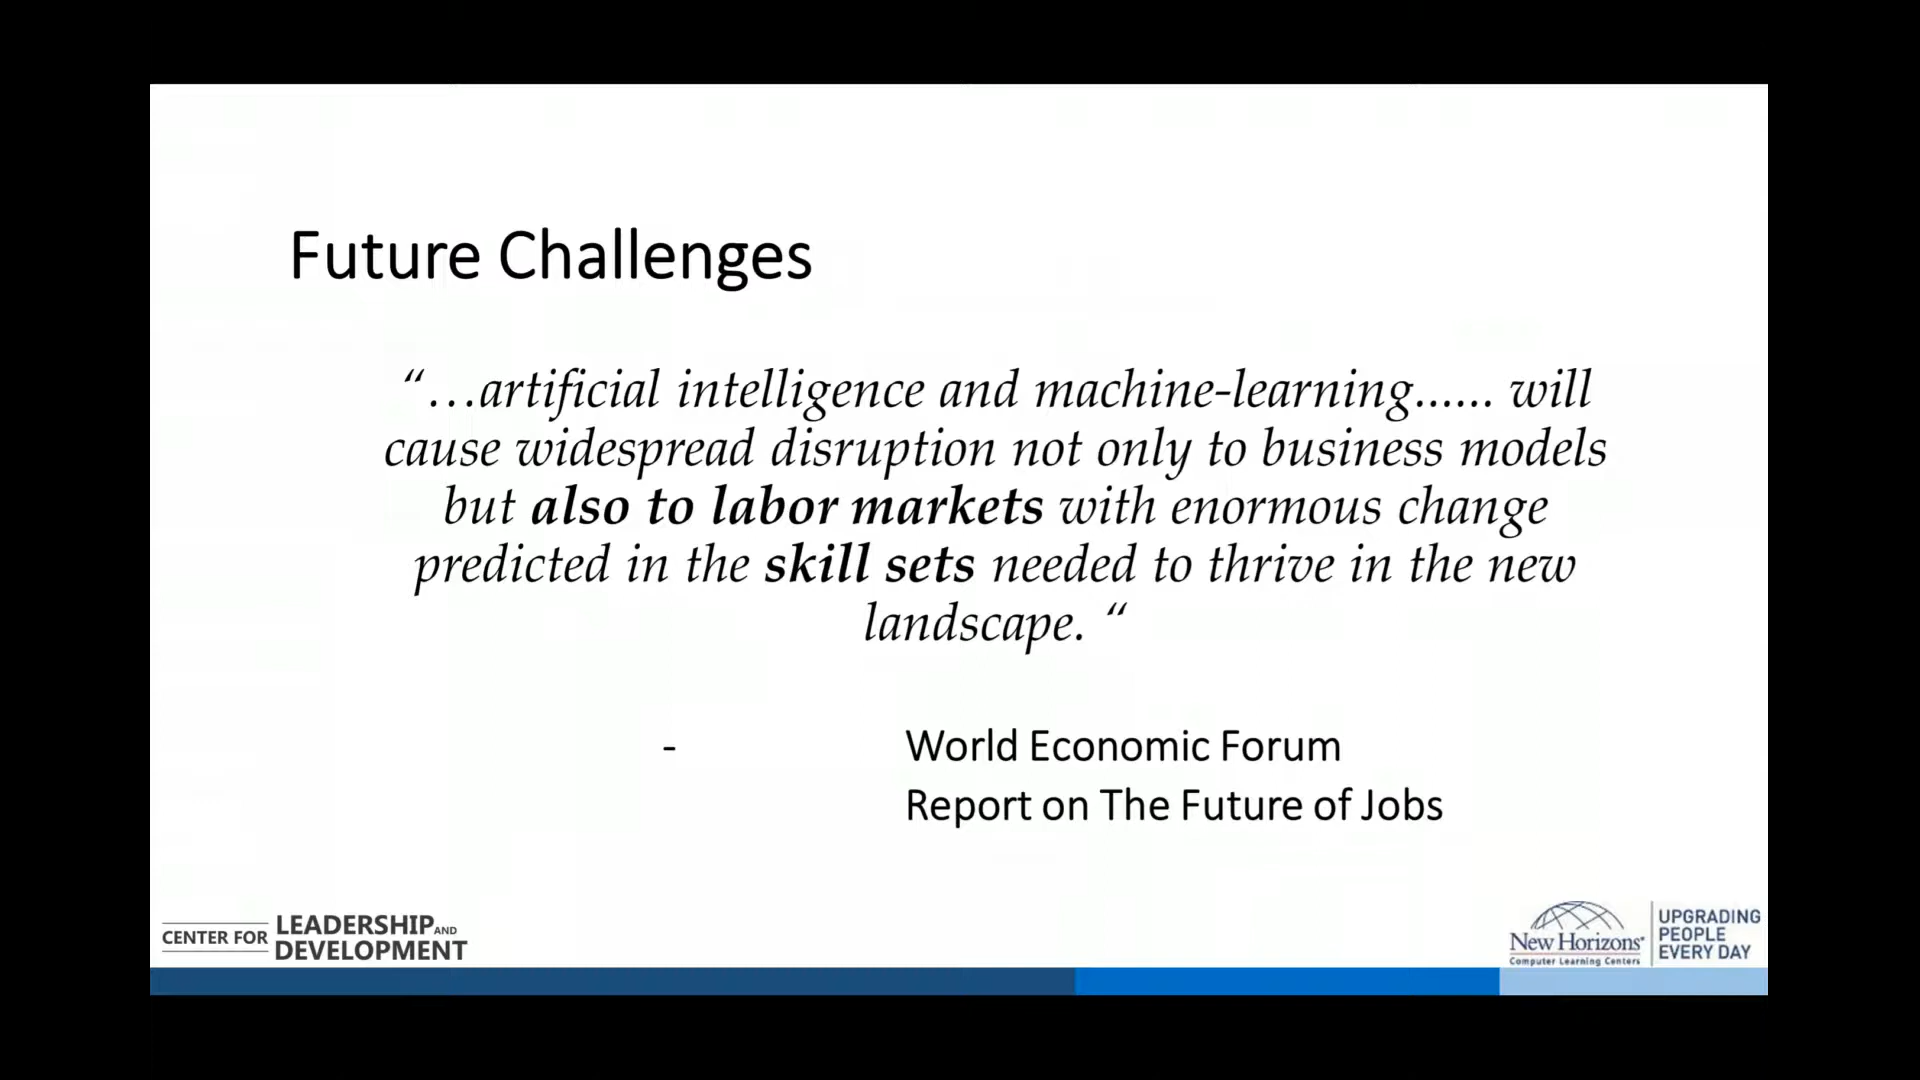 Future Challenges
“…artificial intelligence and machine-learning...... will
cause widespread disruption not only to business models
but also to labor markets with enormous change
predicted in the skill sets needed to thrive in the new
landscape. “
- World Economic Forum
Report on The Future of Jobs
CENTER FOR LEADERSHIP AND
DEVELOPMENT
New Horizons®
Computer Learning Centers
UPGRADING
PEOPLE
EVERY DAY